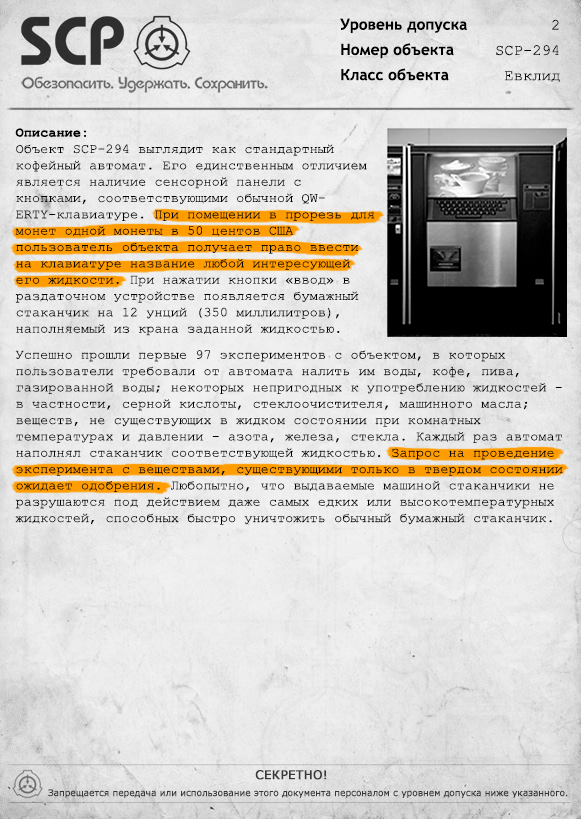 SCP
Обезопасить. Удержать. Сохранить.
Уровень допуска 2
Номер объекта SCP-294
Класс объекта Евклид
Описание:
Объект SCP-294 выглядит как стандартный
кофейный автомат. Его единственным отличием
является наличие сенсорной панели с
кнопками, соответствующими обычной QW-
ERTY-клавиатуре. При помещении в прорезь для
монет одной монеты в 50 центов США
пользователь объекта получает право ввести
на клавиатуре название любой интересующей
его жидкости. При нажатии кнопки «ввод» в
раздаточном устройстве появляется бумажный
стаканчик на 12 унций (350 миллилитров),
наполняемый из крана заданной жидкостью.
Успешно прошли первые 97 экспериментов с объектом, в которых
пользователи требовали от автомата налить им воды, кофе, пива,
газированной воды; некоторых непригодных к употреблению жидкостей –
в частности, серной кислоты, стеклоочистителя, машинного масла;
веществ, не существующих в жидком состоянии при комнатных
температурах и давлении - азота, железа, стекла. Каждый раз автомат
наполнял стаканчик соответствующей жидкостью. Запрос на проведение
эксперимента с веществами, существующими только в твердом состоянии
ожидает одобрения. Любопытно, что выдаваемые машиной стаканчики не
разрушаются под действием даже самых едких или высокотемпературных
жидкостей, способных быстро уничтожить обычный бумажный стаканчик.
СЕКРЕТНО!
Запрещается передача или использование этого документа персоналом с уровнем допуска ниже указанного.